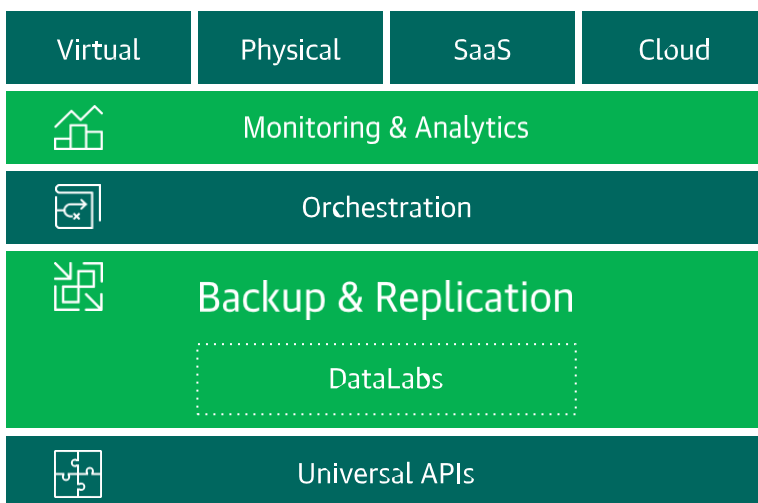 Virtual Physical SaaS Cloud
Monitoring & Analytics
Orchestration
Backup & Replication
DataLabs
Universal APIs